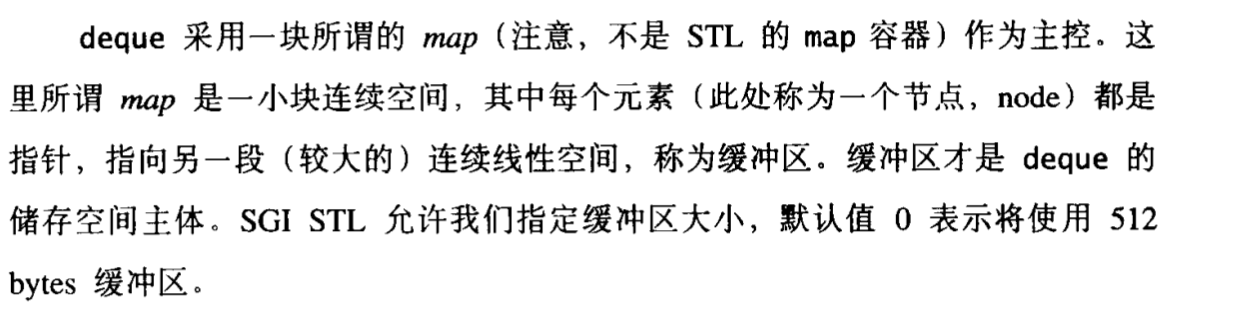 deque 采用一块所谓的 map（注意，不是 STL 的 map 容器）作为主控。这
里所谓 map 是一小块连续空间，其中每个元素（此处称为一个节点，node）都是
指针，指向另一段（较大的）连续线性空间，称为缓冲区。缓冲区才是 deque 的
储存空间主体。SGI STL 允许我们指定缓冲区大小，默认值 0 表示将使用 512
bytes 缓冲区。